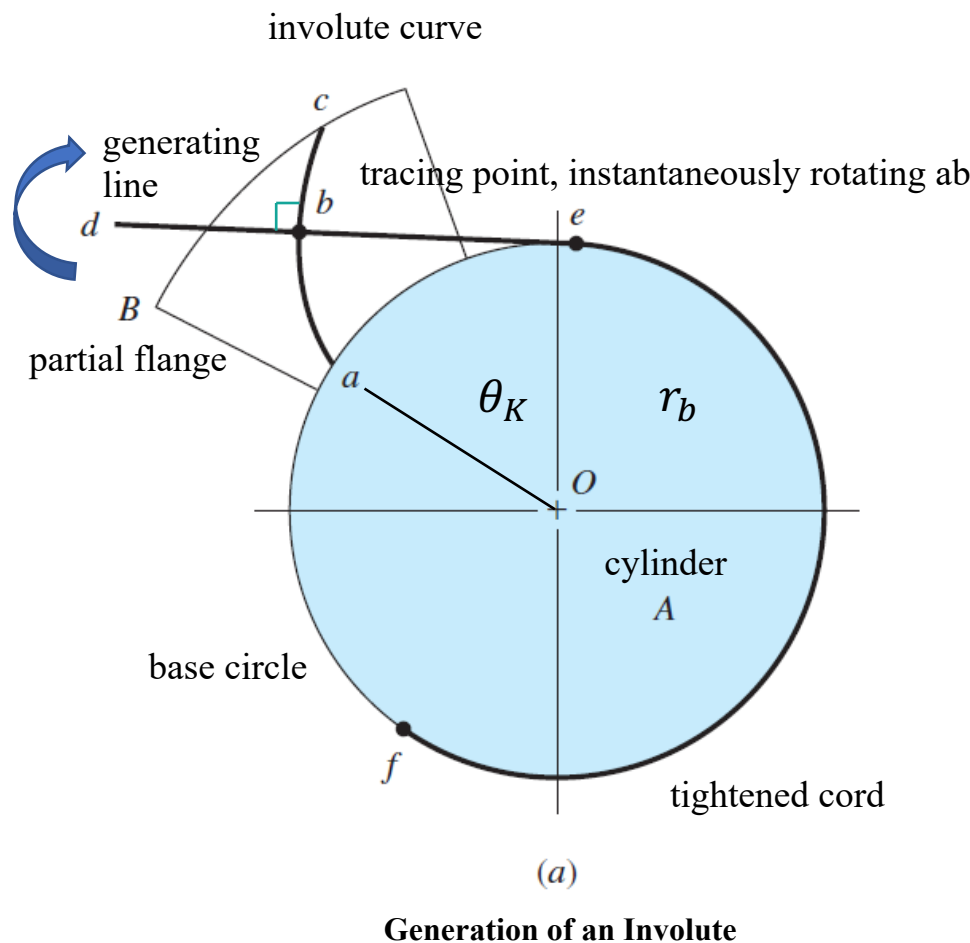 involute curve
c
generating
line
tracing point, instantaneously rotating ab
b
e
d
B
partial flange
a
θ_K
r_b
O
cylinder
A
base circle
f
tightened cord
(a)
Generation of an Involute